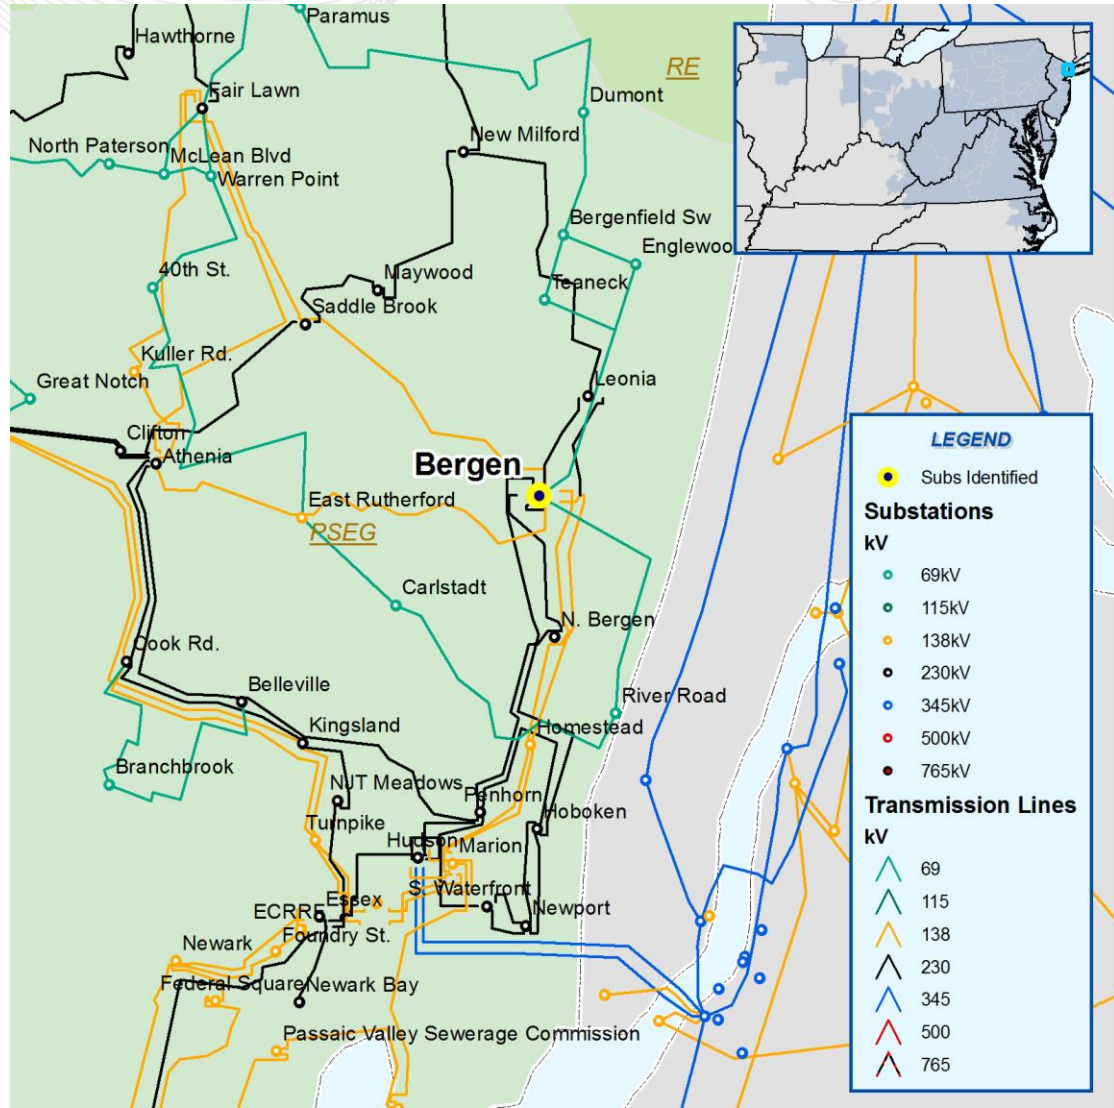 Paramus
Hawthorne
RE
Fair Lawn
Dumont
New Milford
North Paterson
McLean Blvd
Warren Point
Bergenfield Sw
Englewoo
40th St.
Maywood
Teaneck
Saddle Brook
Kuller Rd.
Great Notch
Leonia
Clifton
Athenia
Bergen
East Rutherford
PSEG
Carlstadt
N. Bergen
Cook Rd.
Belleville
River Road
Kingsland
Homestead
Branchbrook
NJT Meadows
Penhorn
Hoboken
Turnpike
Hudson
Marion
S. Waterfront
Essex
ECRRF
Newport
Foundry St.
Newark
Federal Square
Newark Bay
Passaic Valley Sewerage Commission
LEGEND
Subs Identified
Substations
kV
69kV
115kV
138kV
230kV
345kV
500kV
765kV
Transmission Lines
kV
69
115
138
230
345
500
765